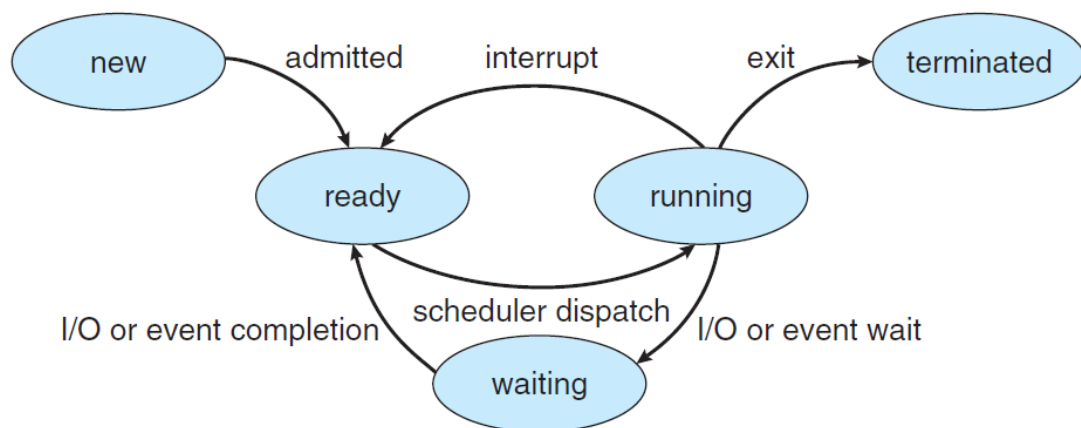 new
admitted
interrupt
exit
terminated
ready
running
scheduler dispatch
I/O or event completion
I/O or event wait
waiting